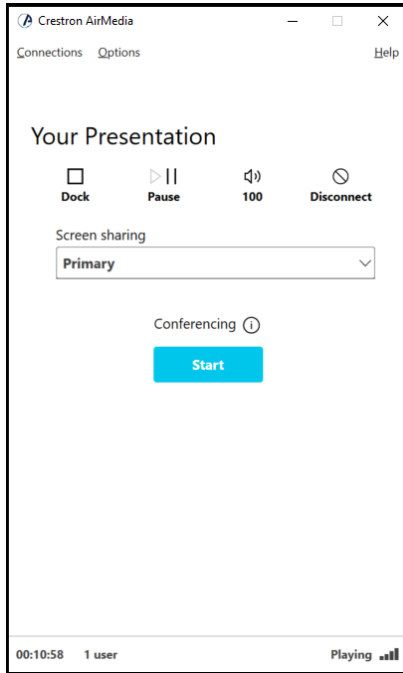 Crestron AirMedia
Connections Options Help
Your Presentation
Dock Pause 100 Disconnect
Screen sharing
Primary
Conferencing
Start
00:10:58 1 user Playing